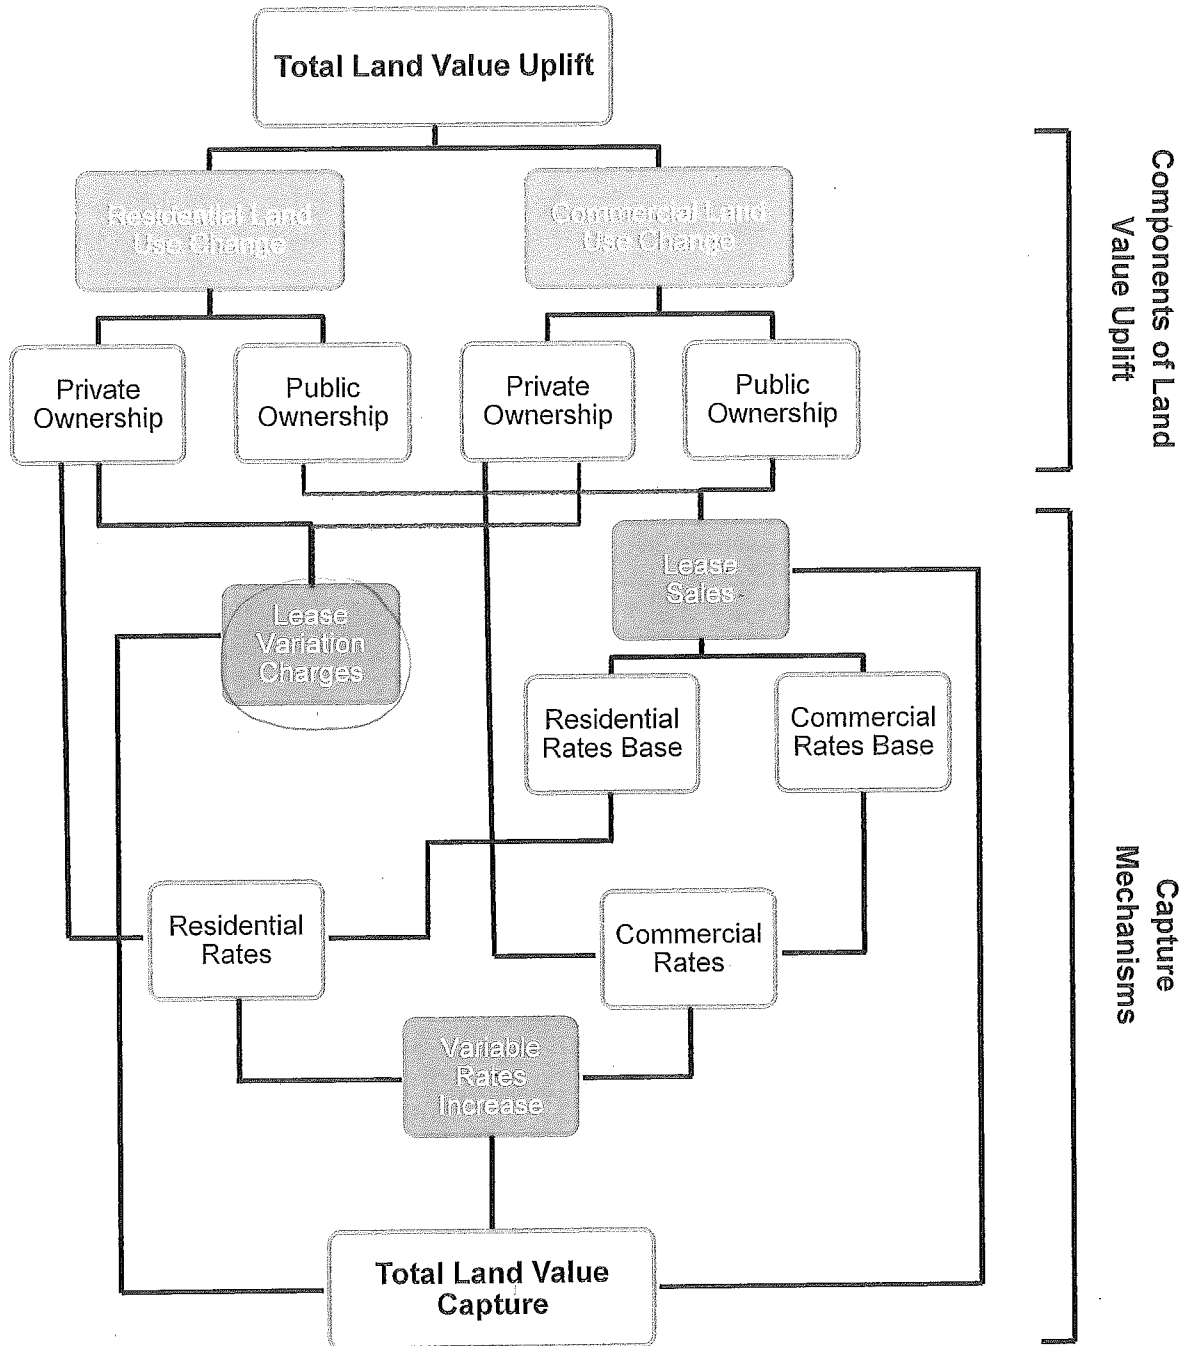 Total Land Value Uplift
Residential Land
Use Change
Commercial Land
Use Change
Private
Ownership
Public
Ownership
Private
Ownership
Public
Ownership
Components of Land
Value Uplift
Lease
Sales
Lease
Variation
Charges
Residential
Rates Base
Commercial
Rates Base
Residential
Rates
Commercial
Rates
Capture
Mechanisms
Variable
Rates
Increase
Total Land Value
Capture